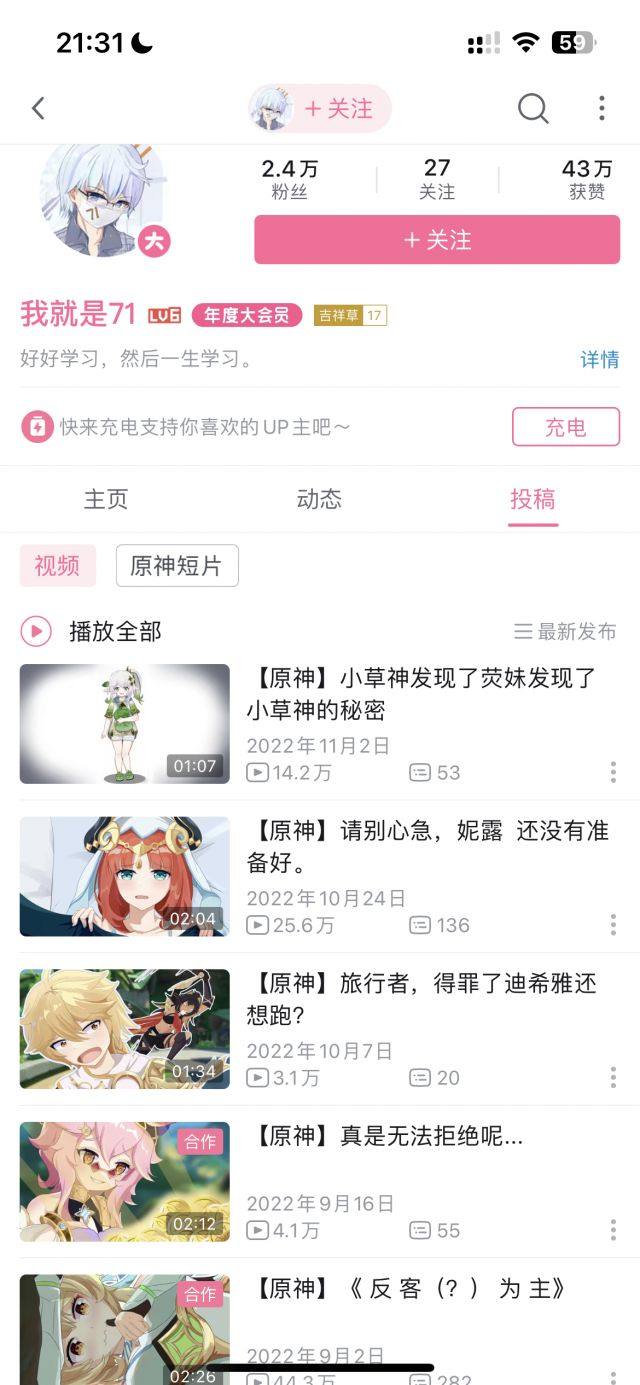 21:31
59
+ 关注
2.4万
粉丝
27
关注
43万
获赞
大
+ 关注
我就是71
LV6
年度大会员
吉祥草 17
好好学习，然后一生学习。
详情
快来充电支持你喜欢的UP主吧～
充电
主页
动态
投稿
视频
原神短片
播放全部
最新发布
【原神】小草神发现了荧妹发现了
小草神的秘密
2022年11月2日
14.2万
53
01:07
【原神】请别心急，妮露 还没有准
备好。
2022年10月24日
25.6万
136
02:04
【原神】旅行者，得罪了迪希雅还
想跑？
2022年10月7日
3.1万
20
01:34
合作
【原神】真是无法拒绝呢...
2022年9月16日
4.1万
55
02:12
合作
【原神】《 反 客（？） 为 主》
2022年9月2日
44.3万
282
02:26